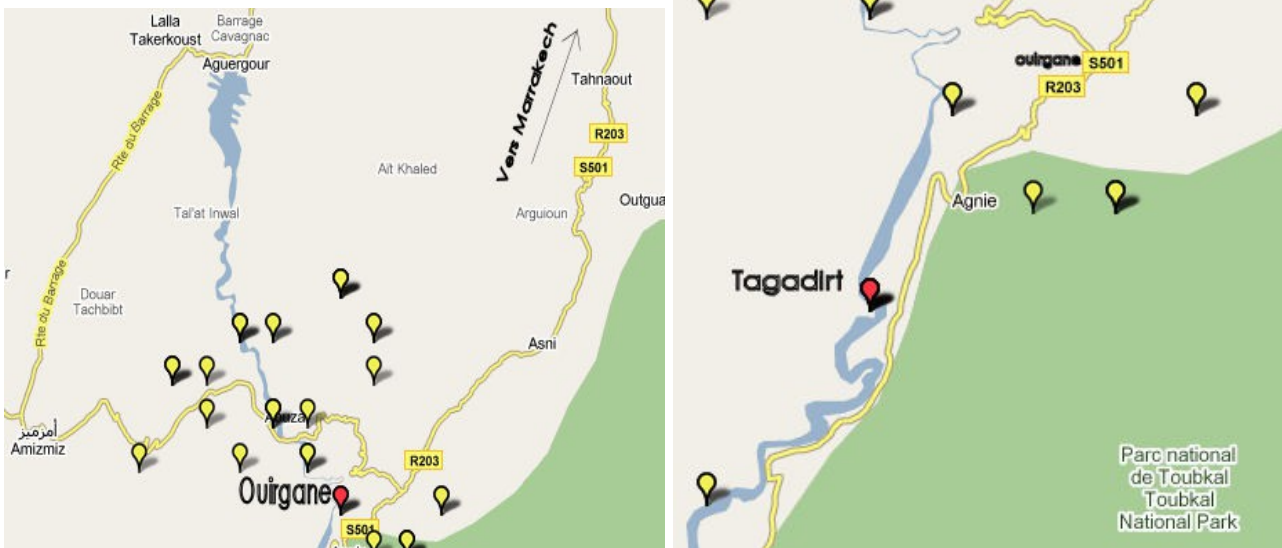 Lalla
Takerkoust
Barrage
Cavagnac
Aguergour
Tahnaout
Vers Marrakech
R203
S501
Rte du Barrage
Aït Khaled
Outgua
Tal'at Inwal
Arguioun
r
Douar
Tachbibt
Rte du Barrage
Asni
أمزميز
Amizmiz
R203
Ouirgane
S501
ouirgane
S501
R203
Agnie
Tagadirt
Parc national
de Toubkal
Toubkal
National Park